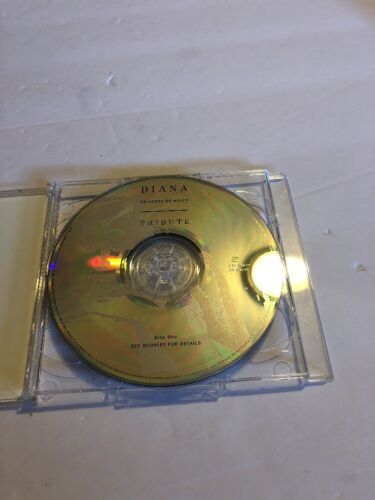 DIANA
PRINCESS OF WALES
TRIBUTE
Disc One
SEE BOOKLET FOR DETAILS